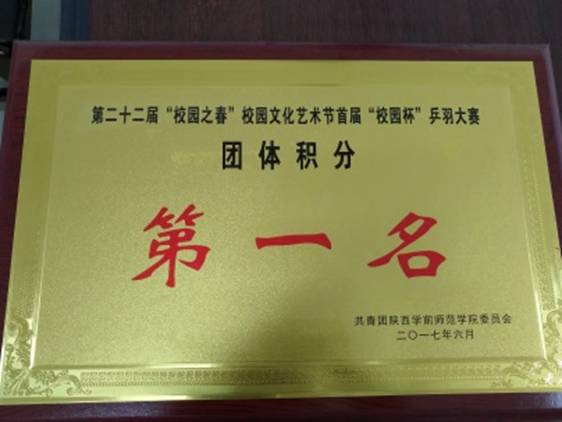 第二十二届“校园之春”校园文化艺术节首届“校园杯”乒羽大赛
团体积分
第一名
共青团陕西学前师范学院委员会
二〇一七年六月